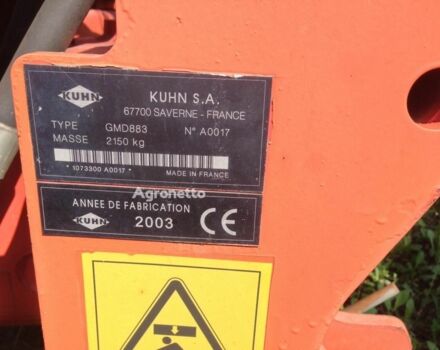 KUHN
KUHN S.A.
67700 SAVERNE - FRANCE
TYPE GMD883 N° A0017
MASSE 2150 kg
*1073300 A0017* MADE IN FRANCE
Agronetto
ANNEE DE FABRICATION
KUHN 2003 CE